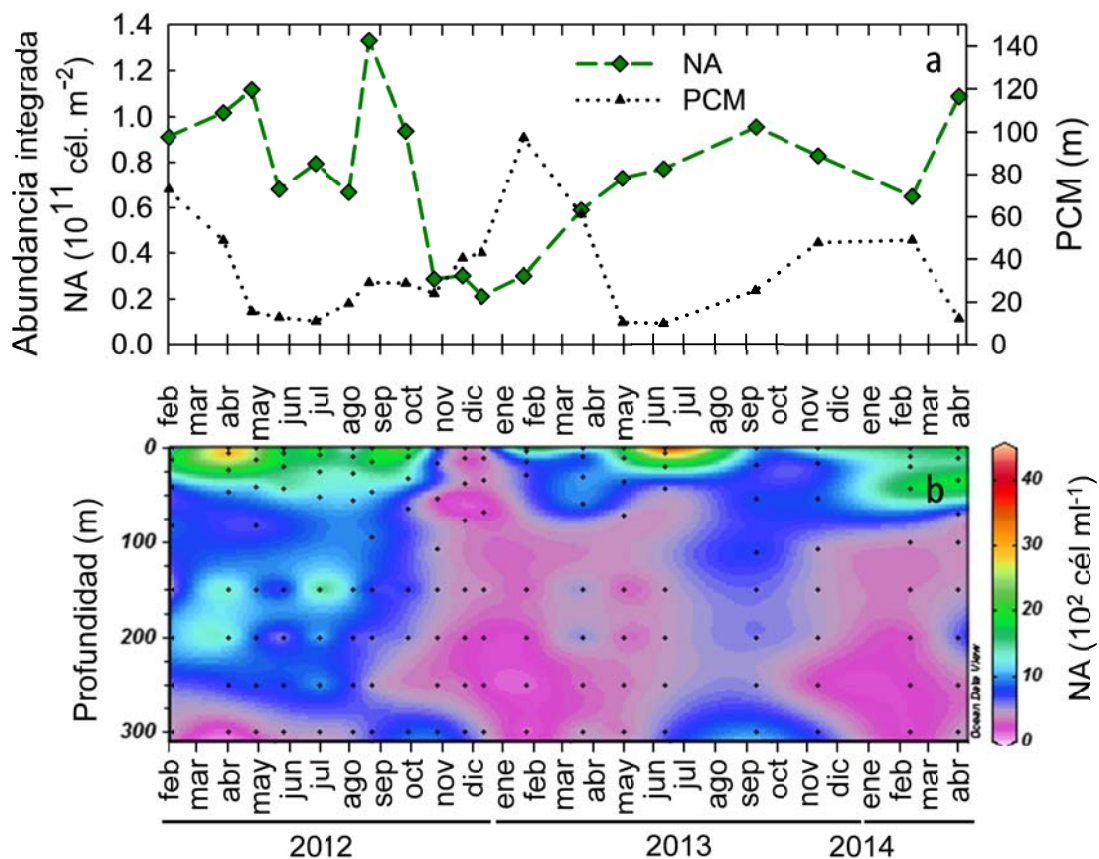 Abundancia integrada
NA (10¹¹ cél. m⁻²)
1.4
1.2
1.0
0.8
0.6
0.4
0.2
0.0
NA
PCM
a
140
120
100
80
60
40
20
0
PCM (m)
feb mar abr may jun jul ago sep oct nov dic ene feb mar abr may jun jul ago sep oct nov dic ene feb mar abr
Profundidad (m)
0
100
200
300
b
Ocean Data View
40
30
20
10
0
NA (10² cél ml⁻¹)
feb mar abr may jun jul ago sep oct nov dic ene feb mar abr may jun jul ago sep oct nov dic ene feb mar abr
2012 2013 2014